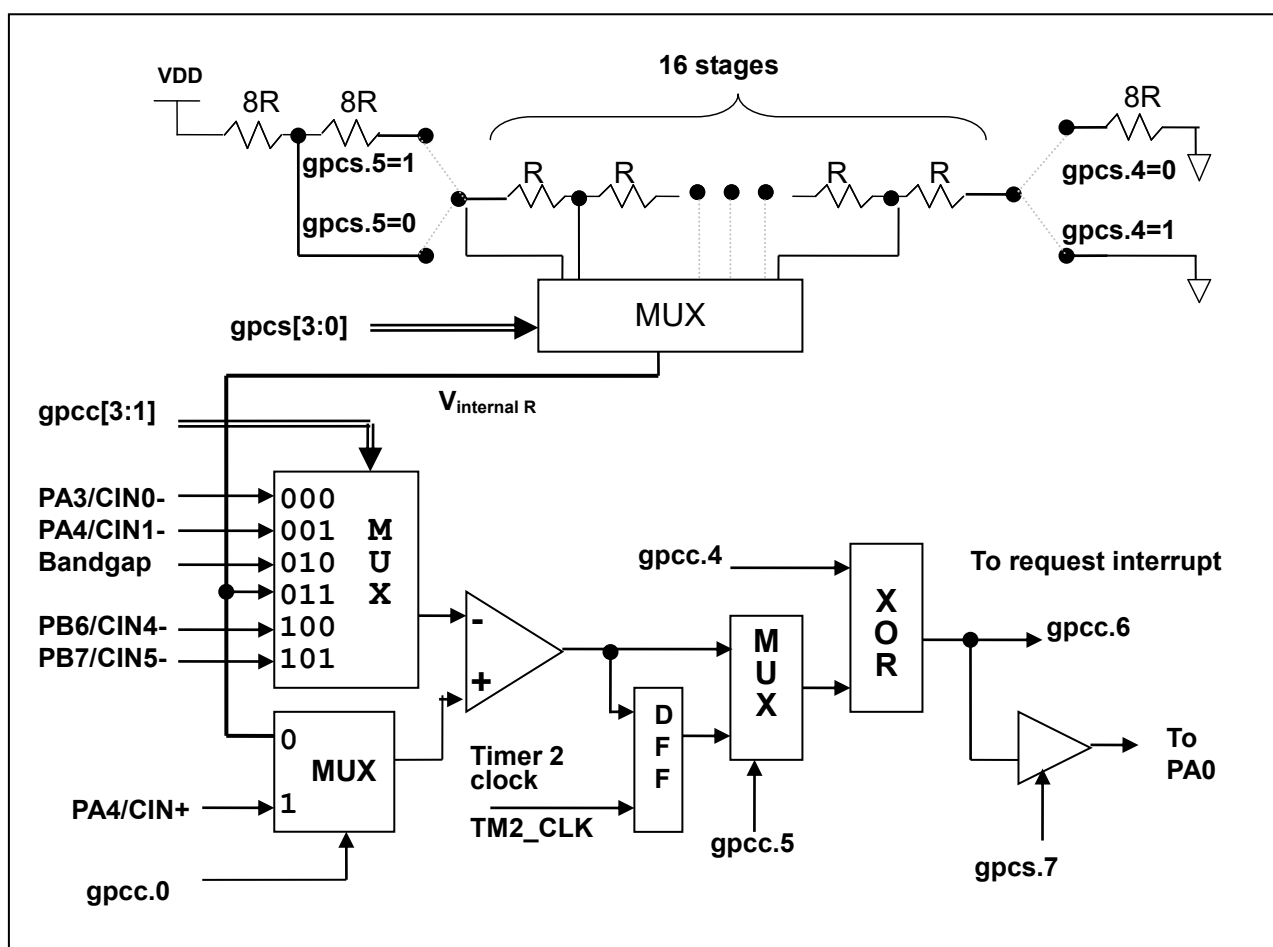 16 stages
VDD
8R
8R
8R
gpcs.5=1
R
R
R
R
gpcs.4=0
gpcs.5=0
gpcs.4=1
MUX
gpcs[3:0]
Vinternal R
gpcc[3:1]
PA3/CIN0-
000
PA4/CIN1-
001
Bandgap
010
011
PB6/CIN4-
100
PB7/CIN5-
101
M
U
X
-
+
gpcc.4
To request interrupt
X
O
R
gpcc.6
M
U
X
D
F
F
0
MUX
1
Timer 2
clock
TM2_CLK
To
PA0
PA4/CIN+
gpcc.5
gpcs.7
gpcc.0